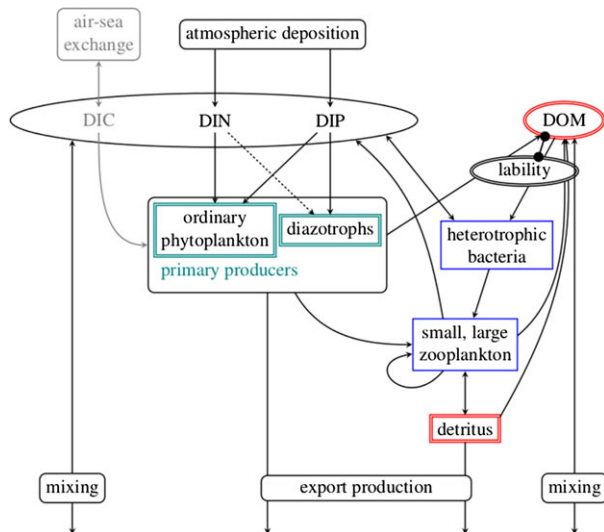 air-sea
exchange
atmospheric deposition
DIC
DIN
DIP
DOM
lability
ordinary
phytoplankton
diazotrophs
primary producers
heterotrophic
bacteria
small, large
zooplankton
detritus
mixing
export production
mixing